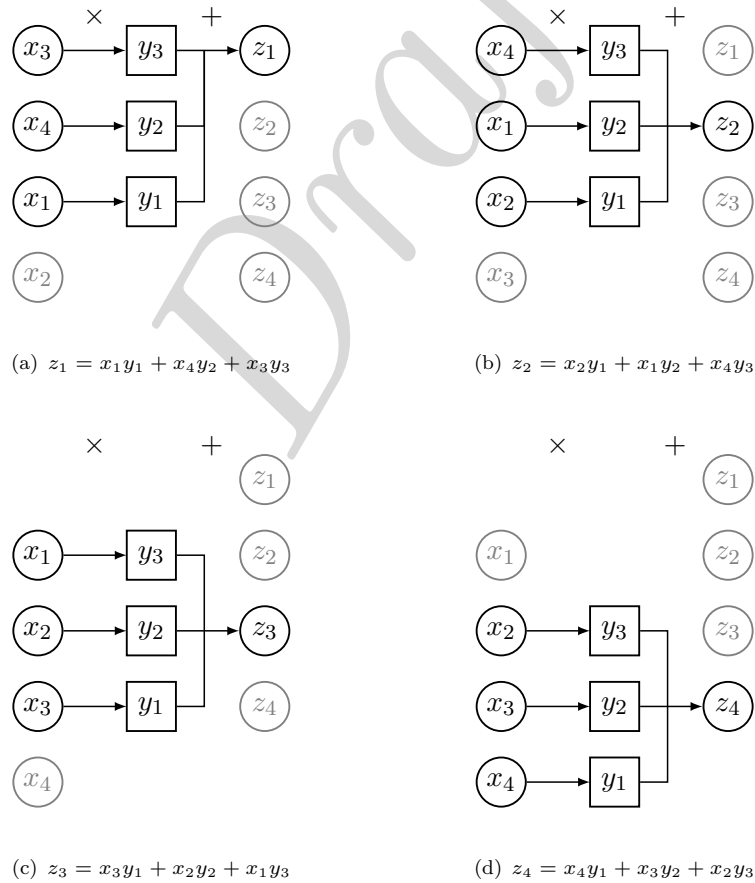 × + × +
x₃ y₃ z₁ x₄ y₃ z₁
x₄ y₂ z₂ x₁ y₂ z₂
x₁ y₁ z₃ x₂ y₁ z₃
x₂ z₄ x₃ z₄
(a) z₁ = x₁y₁ + x₄y₂ + x₃y₃ (b) z₂ = x₂y₁ + x₁y₂ + x₄y₃
× + × +
z₁ z₁
x₁ y₃ z₂ x₁ z₂
x₂ y₂ z₃ x₂ y₃ z₃
x₃ y₁ z₄ x₃ y₂ z₄
x₄ x₄ y₁
(c) z₃ = x₃y₁ + x₂y₂ + x₁y₃ (d) z₄ = x₄y₁ + x₃y₂ + x₂y₃